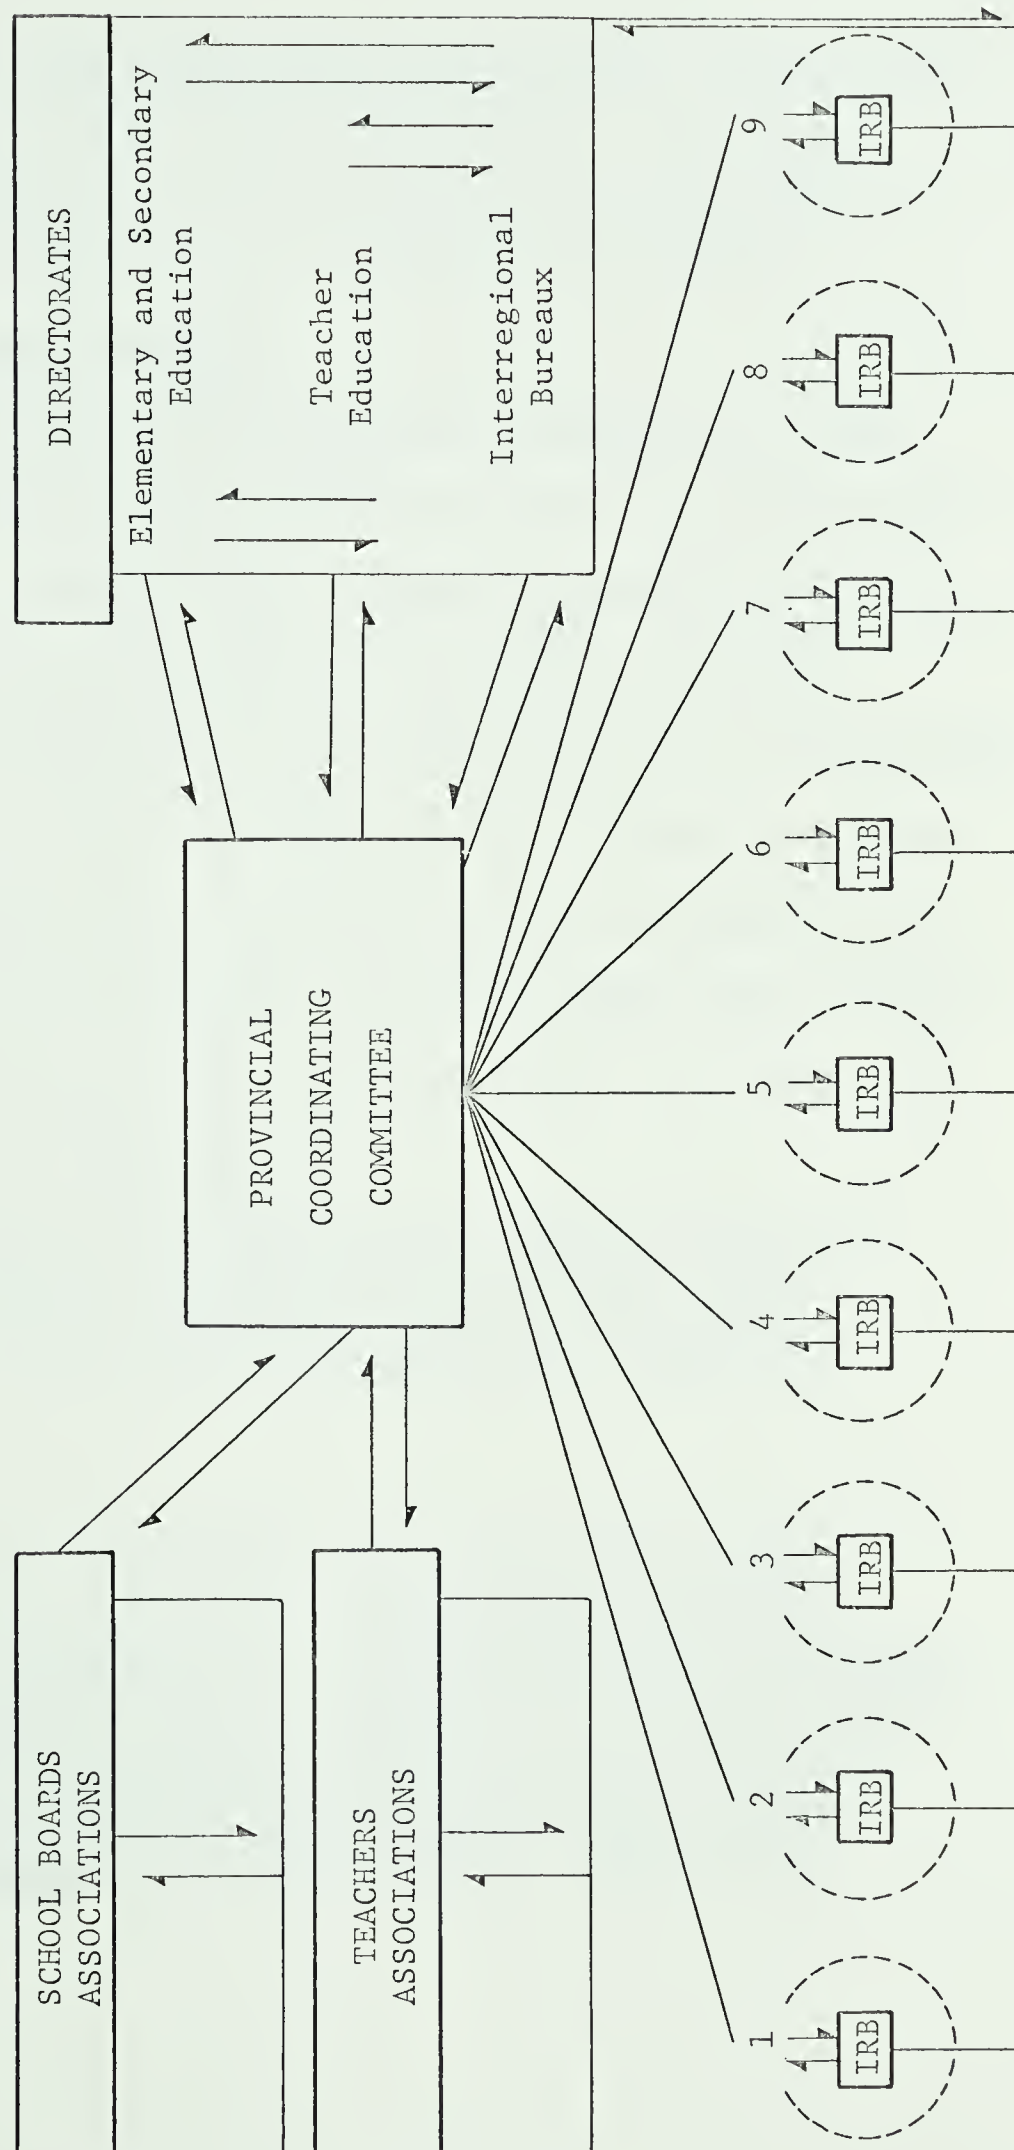 SCHOOL BOARDS
ASSOCIATIONS
TEACHERS
ASSOCIATIONS
PROVINCIAL
COORDINATING
COMMITTEE
DIRECTORATES
Elementary and Secondary
Education
Teacher
Education
Interregional
Bureaux
1
2
3
4
5
6
7
8
9
IRB
IRB
IRB
IRB
IRB
IRB
IRB
IRB
IRB